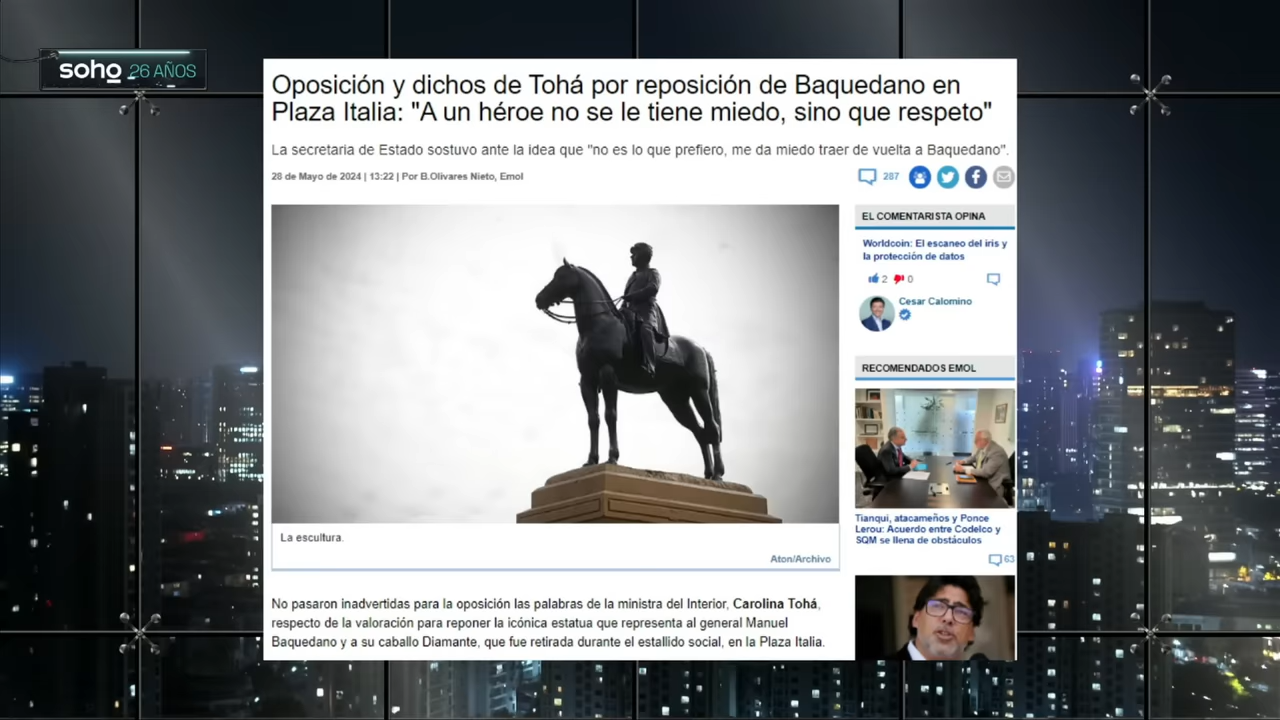 soho 26 AÑOS
Oposición y dichos de Tohá por reposición de Baquedano en
Plaza Italia: "A un héroe no se le tiene miedo, sino que respeto"
La secretaria de Estado sostuvo ante la idea que "no es lo que prefiero, me da miedo traer de vuelta a Baquedano".
28 de Mayo de 2024 | 13:22 | Por B.Olivares Nieto, Emol
287
La escultura.
Aton/Archivo
No pasaron inadvertidas para la oposición las palabras de la ministra del Interior, Carolina Tohá,
respecto de la valoración para reponer la icónica estatua que representa al general Manuel
Baquedano y a su caballo Diamante, que fue retirada durante el estallido social, en la Plaza Italia.
EL COMENTARISTA OPINA
Worldcoin: El escaneo del iris y
la protección de datos
2 0
Cesar Calomino
RECOMENDADOS EMOL
Tianqui, atacameños y Ponce
Lerou: Acuerdo entre Codelco y
SQM se llena de obstáculos
63